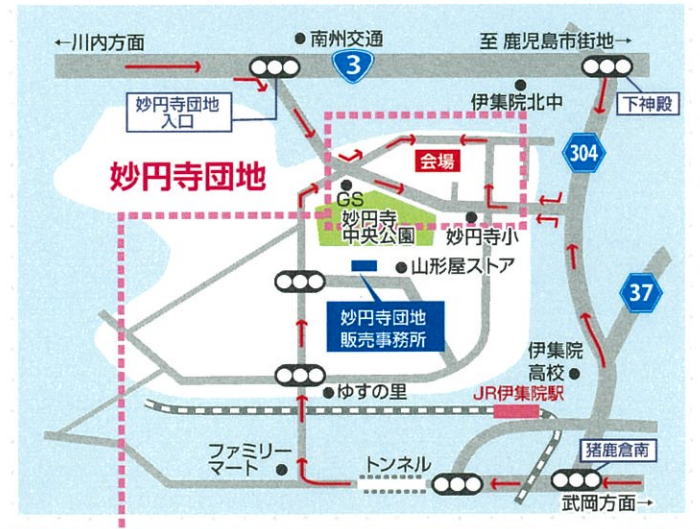 ←川内方面
南州交通
至 鹿児島市街地→
3
妙円寺団地
入口
伊集院北中
下神殿
304
会場
妙円寺団地
GS
妙円寺
中央公園
妙円寺小
山形屋ストア
37
妙円寺団地
販売事務所
伊集院
高校
JR伊集院駅
ゆすの里
ファミリー
マート
トンネル
猪鹿倉南
武岡方面→